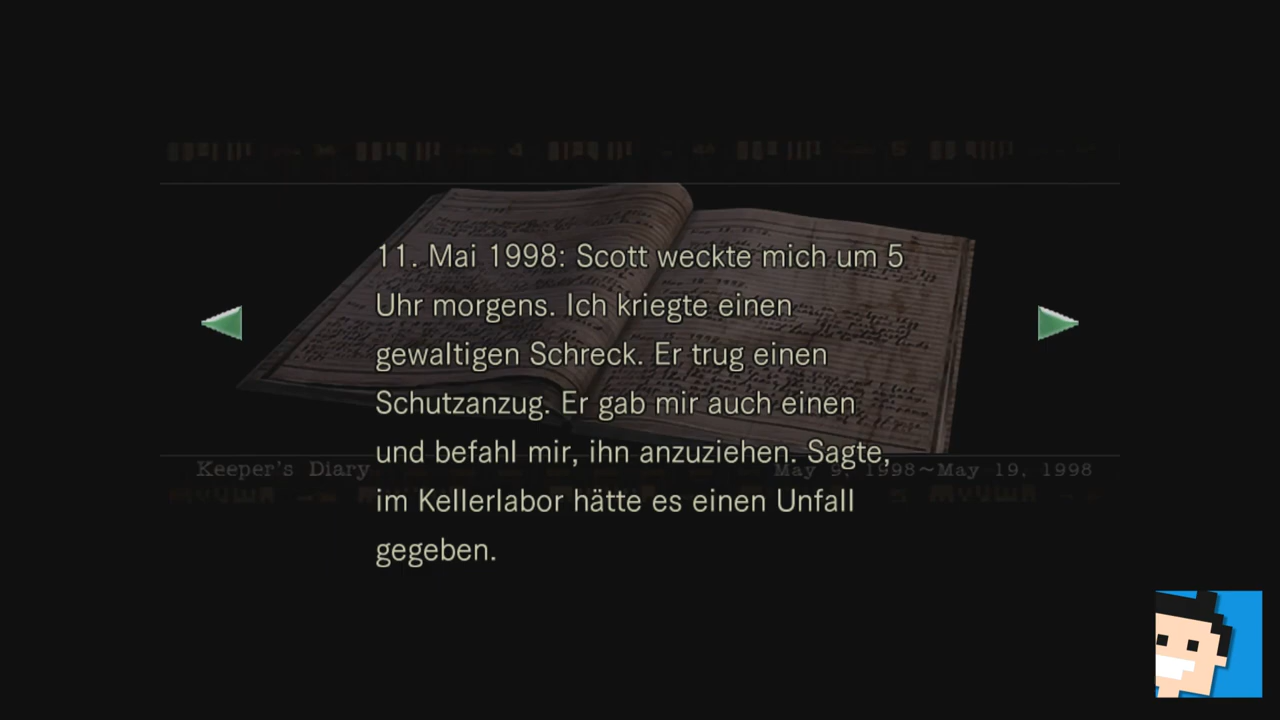 11. Mai 1998: Scott weckte mich um 5
Uhr morgens. Ich kriegte einen
gewaltigen Schreck. Er trug einen
Schutzanzug. Er gab mir auch einen
und befahl mir, ihn anzuziehen. Sagte,
im Kellerlabor hätte es einen Unfall
gegeben.
Keeper's Diary
May 9, 1998~May 19, 1998